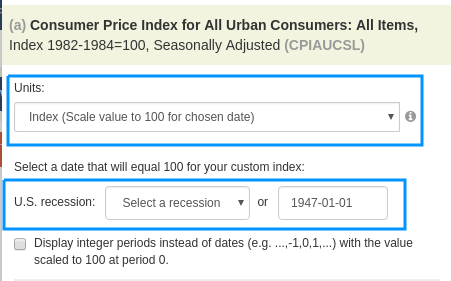 (a) Consumer Price Index for All Urban Consumers: All Items,
Index 1982-1984=100, Seasonally Adjusted (CPIAUCSL)
Units:
Index (Scale value to 100 for chosen date)
Select a date that will equal 100 for your custom index:
U.S. recession: Select a recession or 1947-01-01
Display integer periods instead of dates (e.g. ...,-1,0,1,...) with the value
scaled to 100 at period 0.